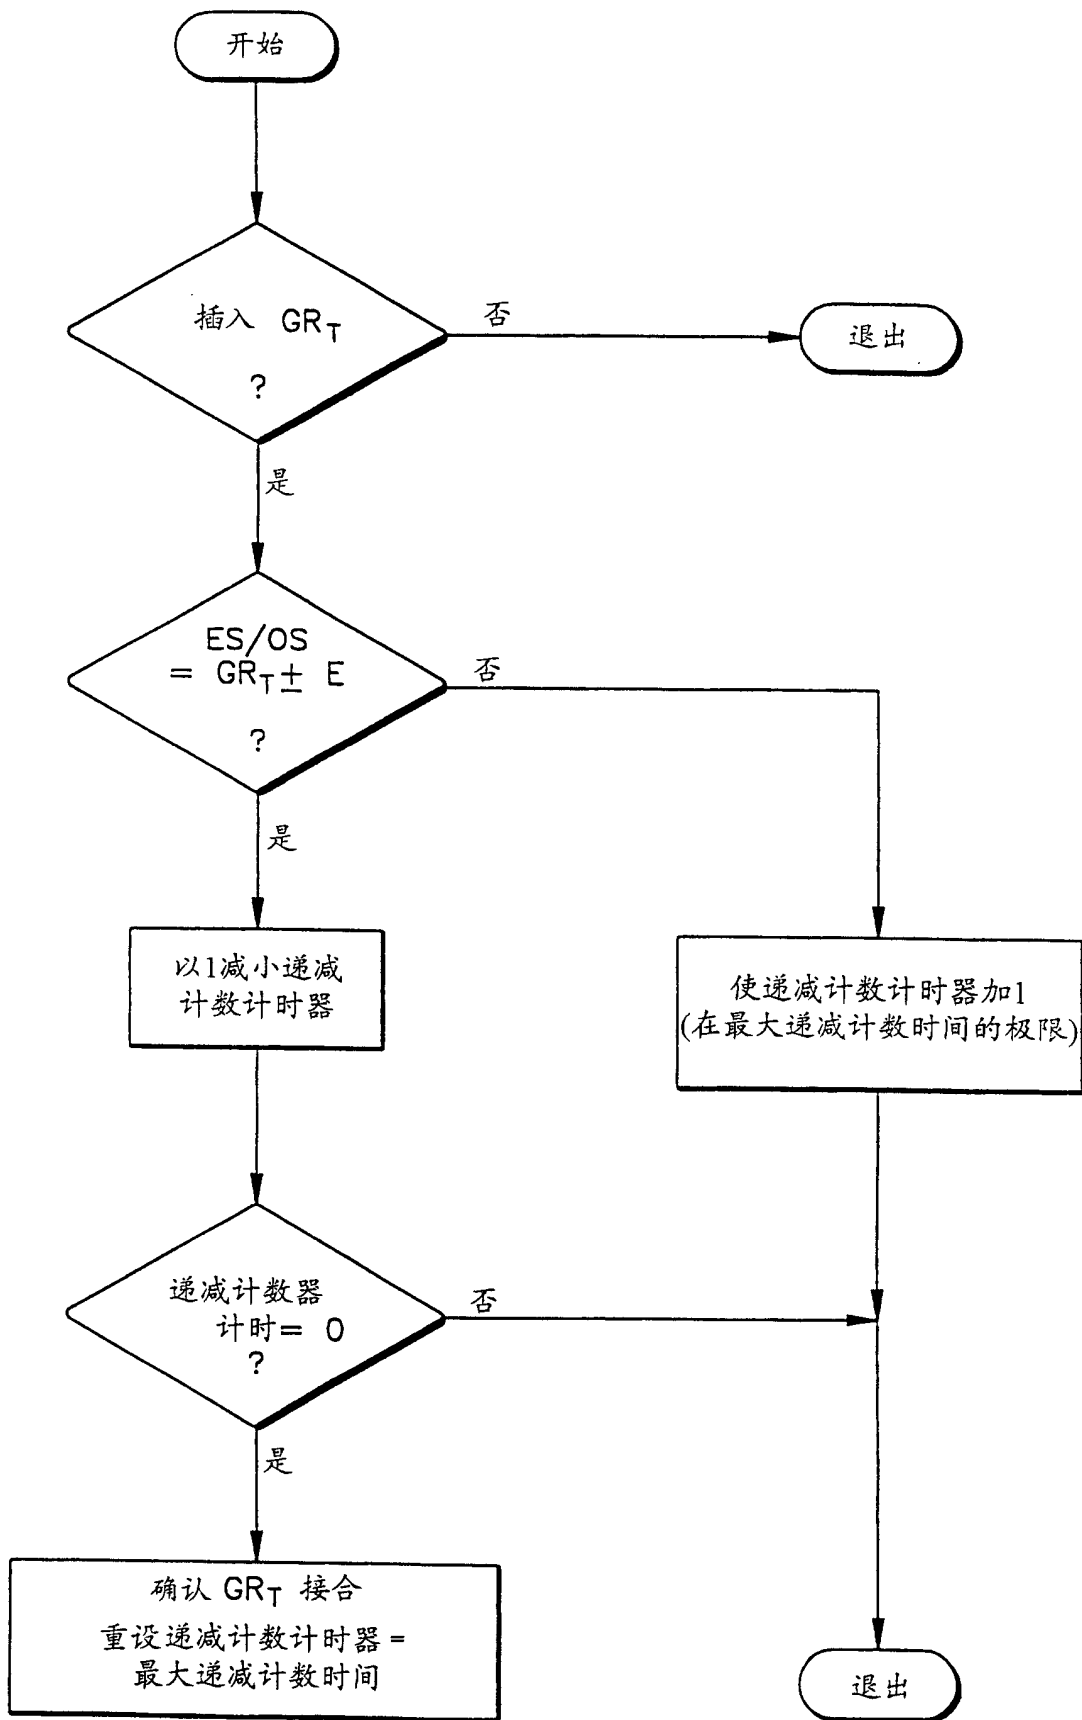 开始
插入 GRT
?
否
退出
是
ES/OS
= GRT± E
?
否
是
以1减小递减
计数计时器
使递减计数计时器加1
(在最大递减计数时间的极限)
递减计数器
计时= 0
?
否
是
确认 GRT 接合
重设递减计数计时器 =
最大递减计数时间
退出